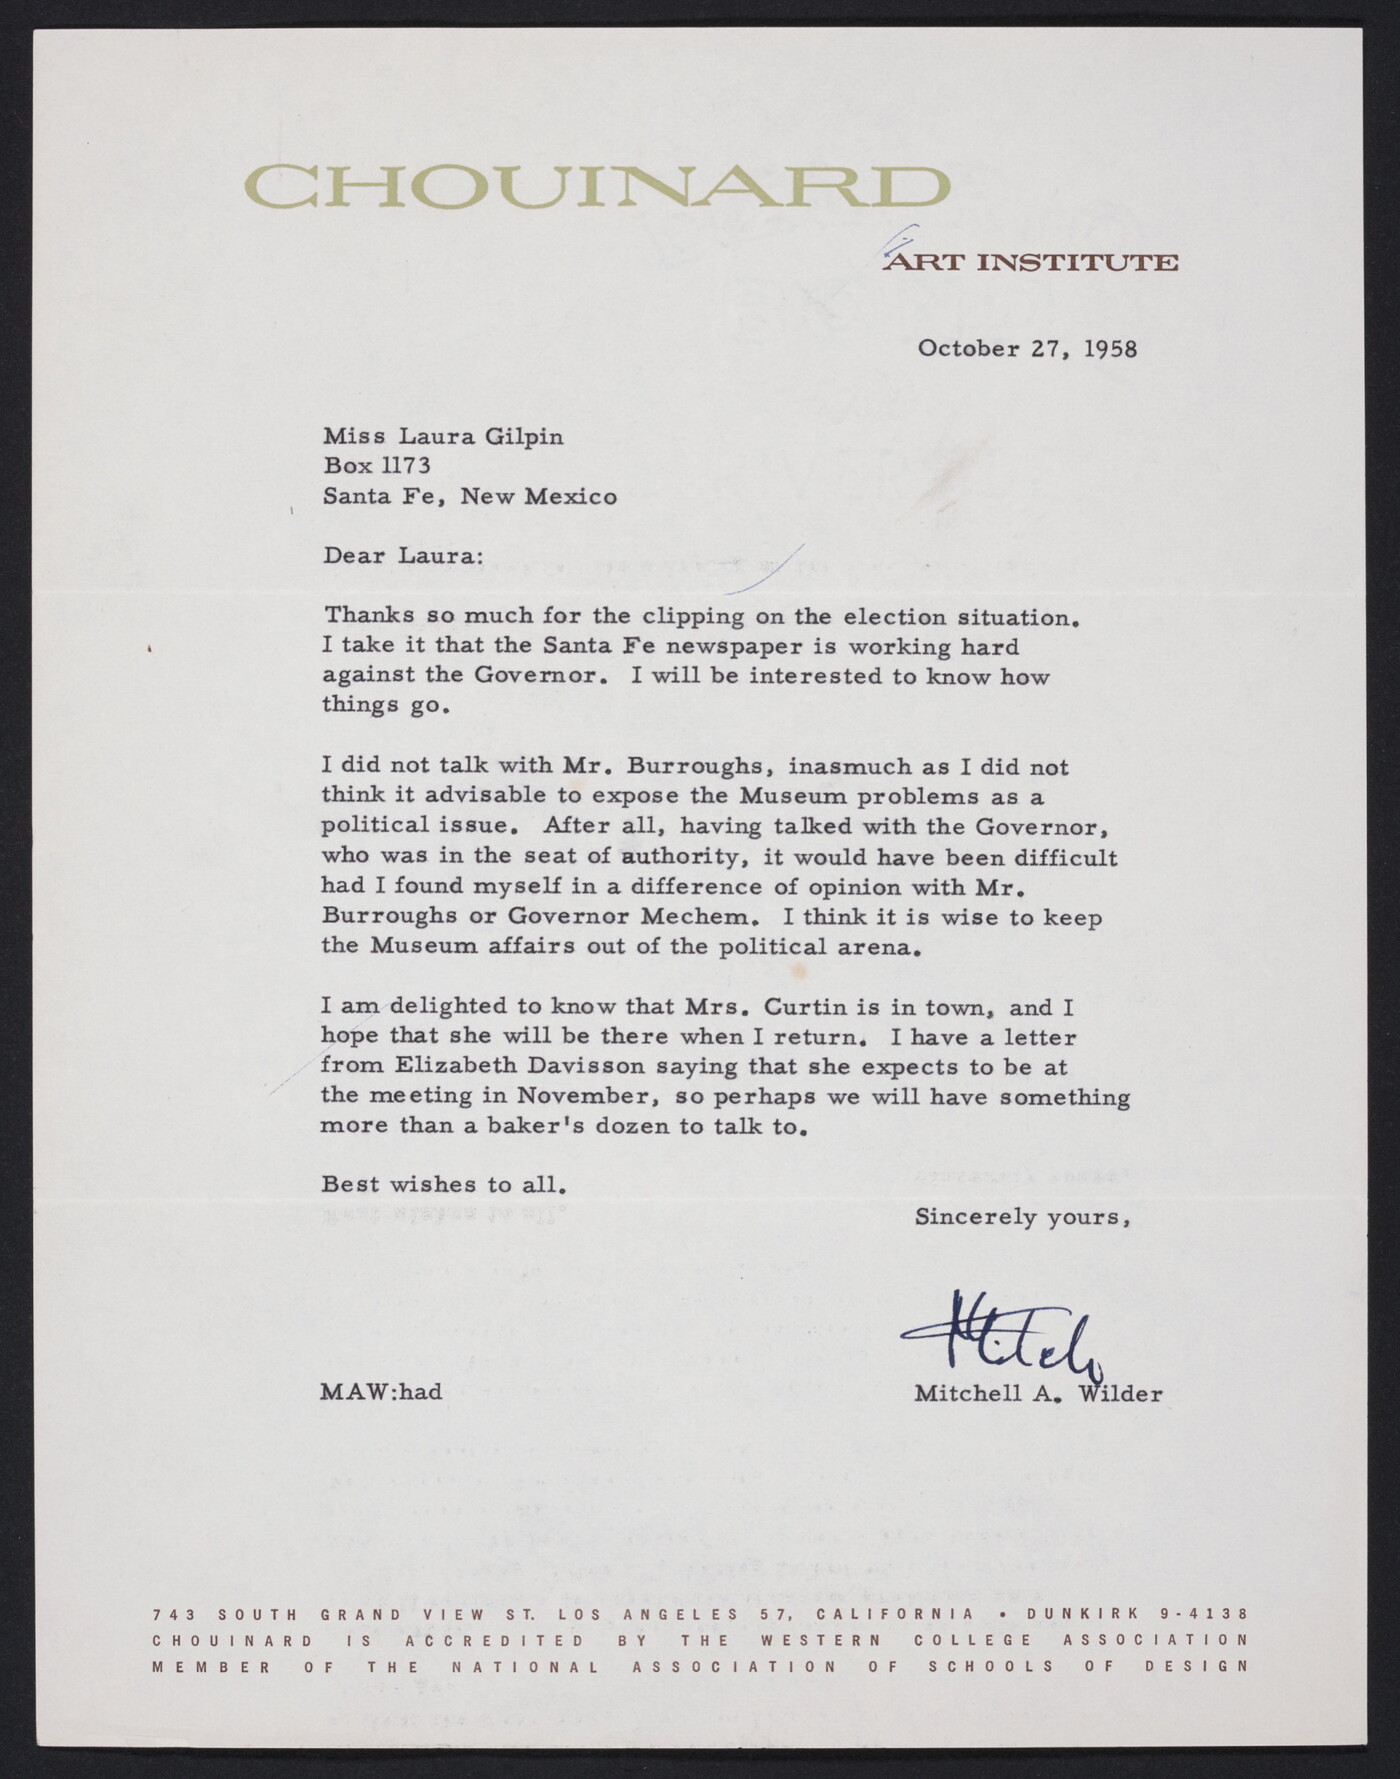 CHOUINARD
ART INSTITUTE
October 27, 1958
Miss Laura Gilpin
Box 1173
Santa Fe, New Mexico
Dear Laura:
Thanks so much for the clipping on the election situation.
I take it that the Santa Fe newspaper is working hard
against the Governor. I will be interested to know how
things go.
I did not talk with Mr. Burroughs, inasmuch as I did not
think it advisable to expose the Museum problems as a
political issue. After all, having talked with the Governor,
who was in the seat of authority, it would have been difficult
had I found myself in a difference of opinion with Mr.
Burroughs or Governor Mechem. I think it is wise to keep
the Museum affairs out of the political arena.
I am delighted to know that Mrs. Curtin is in town, and I
hope that she will be there when I return. I have a letter
from Elizabeth Davisson saying that she expects to be at
the meeting in November, so perhaps we will have something
more than a baker's dozen to talk to.
Best wishes to all.
Sincerely yours,
Mitch
MAW:had Mitchell A. Wilder
743 SOUTH GRAND VIEW ST. LOS ANGELES 57, CALIFORNIA • DUNKIRK 9-4138
CHOUINARD IS ACCREDITED BY THE WESTERN COLLEGE ASSOCIATION
MEMBER OF THE NATIONAL ASSOCIATION OF SCHOOLS OF DESIGN